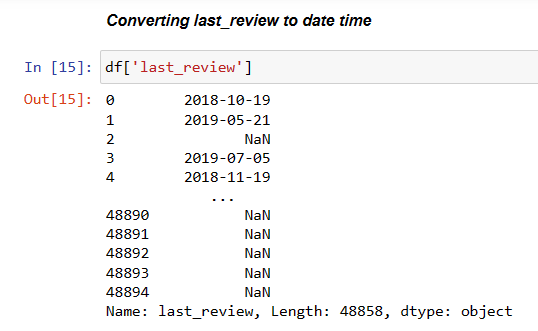 Converting last_review to date time
In [15]: df['last_review']
Out[15]: 0 2018-10-19
1 2019-05-21
2 NaN
3 2019-07-05
4 2018-11-19
...
48890 NaN
48891 NaN
48892 NaN
48893 NaN
48894 NaN
Name: last_review, Length: 48858, dtype: object